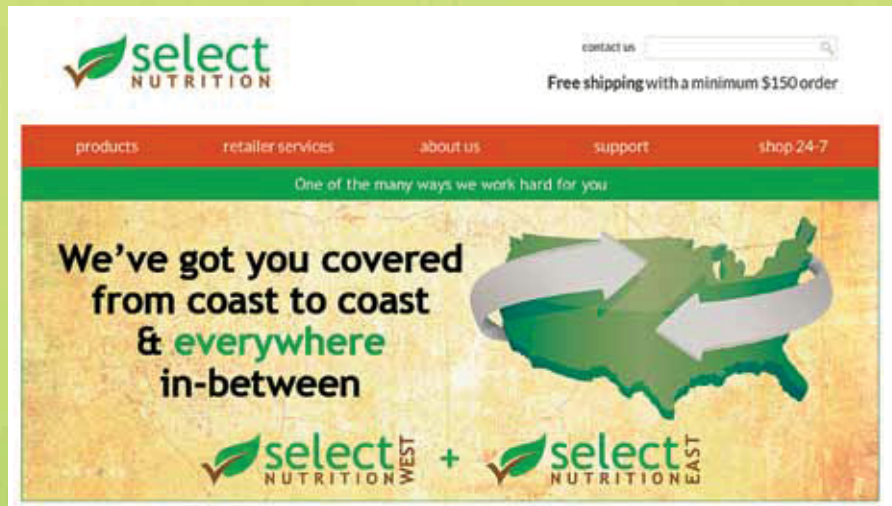 select
NUTRITION
contact us
Free shipping with a minimum $150 order
products retailer services about us support shop 24-7
One of the many ways we work hard for you
We've got you covered
from coast to coast
& everywhere
in-between
select NUTRITION WEST + select NUTRITION EAST